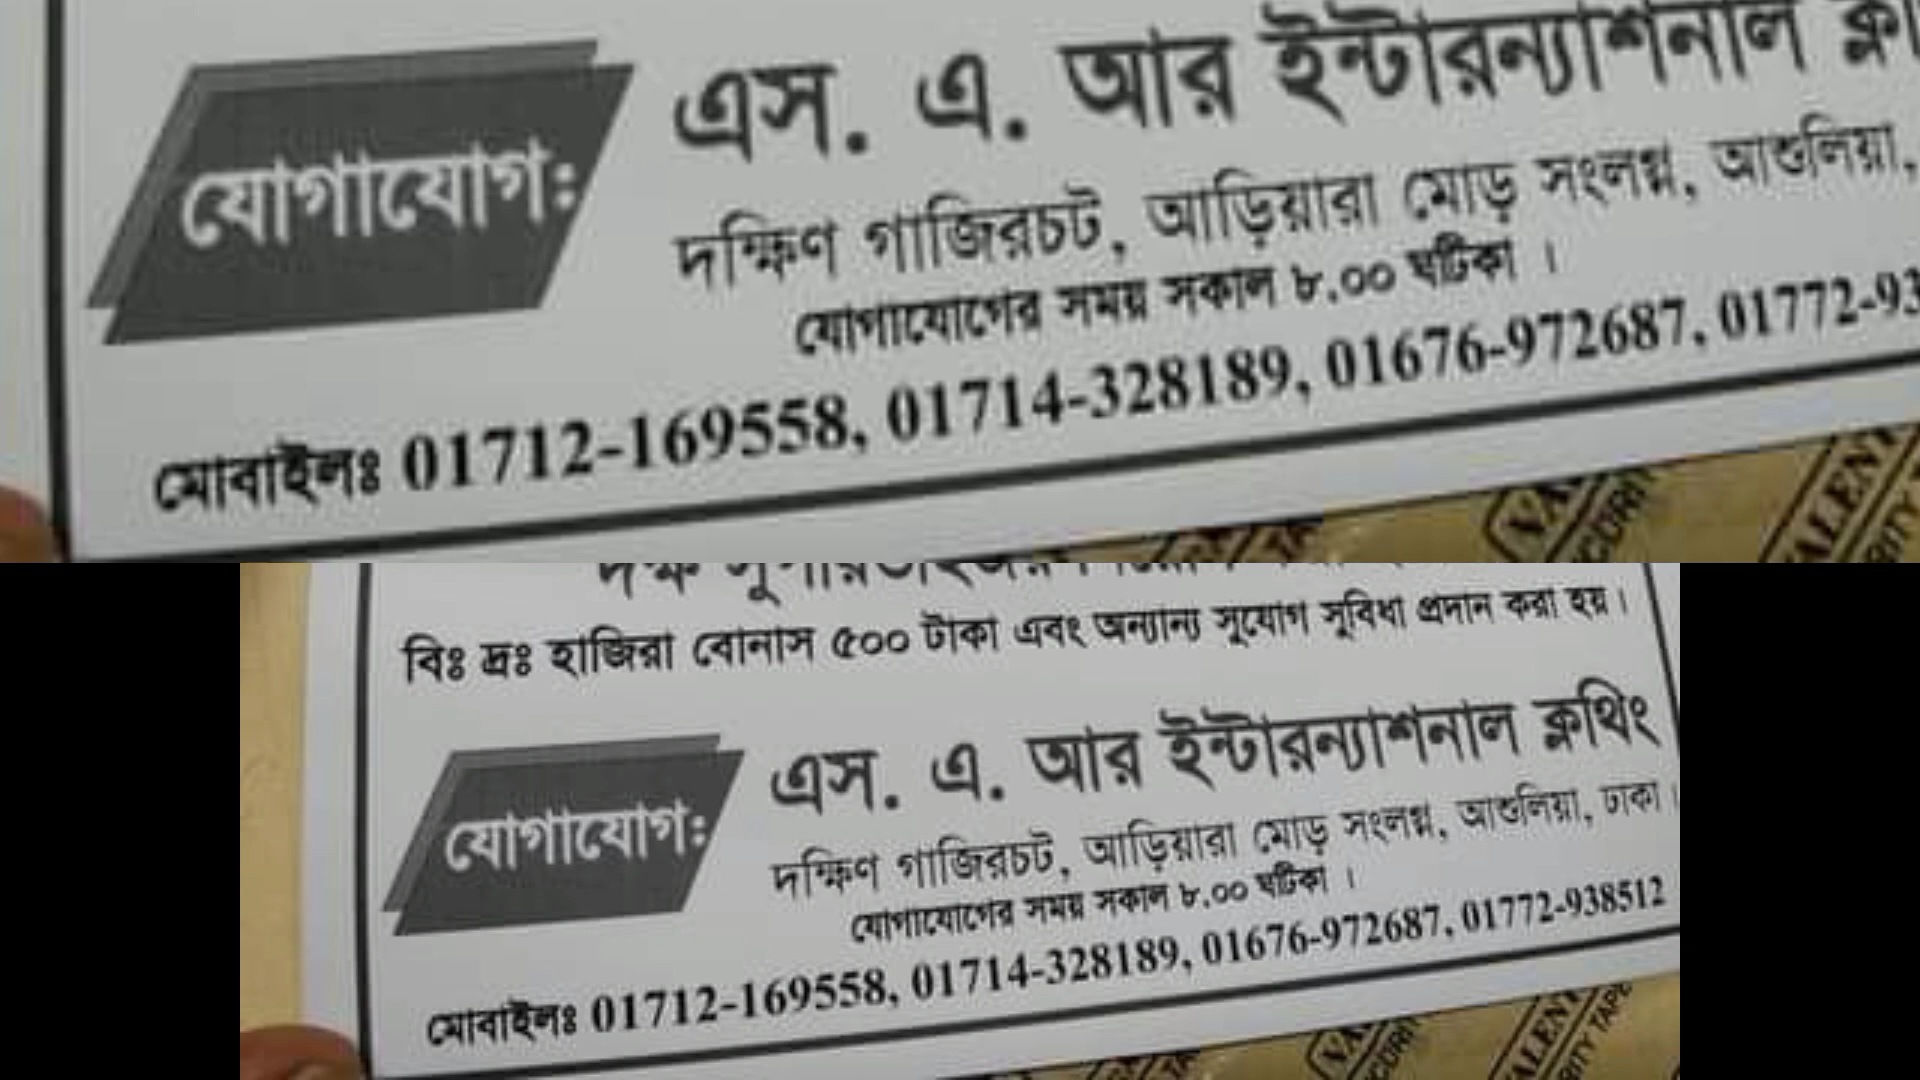 যোগাযোগ:
এস. এ. আর ইন্টারন্যাশনাল
দক্ষিণ গাজিরচট, আড়িয়ারা মোড় সংলগ্ন, আশুলিয়া,
যোগাযোগের সময় সকাল ৮.০০ ঘটিকা ।
মোবাইলঃ 01712-169558, 01714-328189, 01676-972687, 01772-93
বিঃ দ্রঃ হাজিরা বোনাস ৫০০ টাকা এবং অন্যান্য সুযোগ সুবিধা প্রদান করা হয়।
যোগাযোগ:
এস. এ. আর ইন্টারন্যাশনাল ক্লথিং
দক্ষিণ গাজিরচট, আড়িয়ারা মোড় সংলগ্ন, আশুলিয়া, ঢাকা।
যোগাযোগের সময় সকাল ৮.০০ ঘটিকা ।
মোবাইলঃ 01712-169558, 01714-328189, 01676-972687, 01772-938512